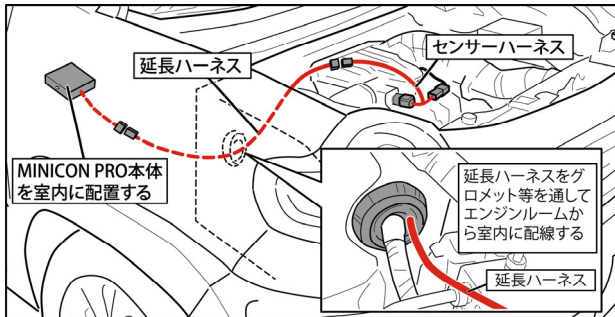 延長ハーネス
センサーハーネス
MINICON PRO本体
を室内に配置する
延長ハーネスをグ
ロメット等を通して
エンジンルームか
ら室内に配線する
延長ハーネス